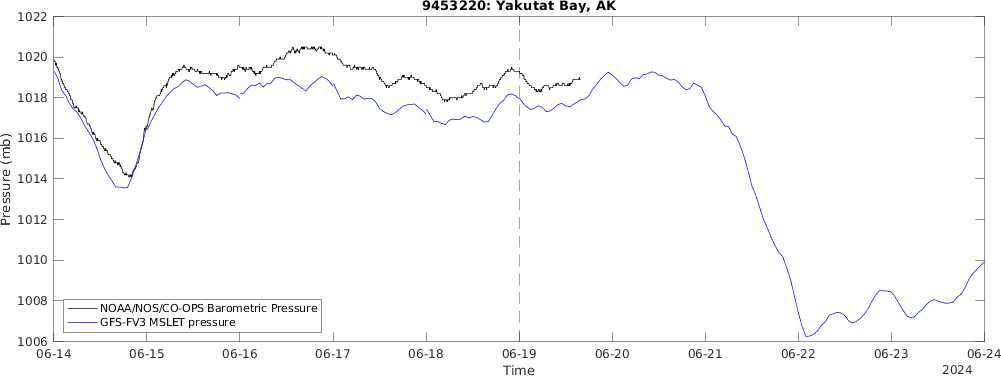 9453220: Yakutat Bay, AK
Pressure (mb)
1022
1020
1018
1016
1014
1012
1010
1008
1006
NOAA/NOS/CO-OPS Barometric Pressure
GFS-FV3 MSLET pressure
06-14 06-15 06-16 06-17 06-18 06-19 06-20 06-21 06-22 06-23 06-24
Time
2024